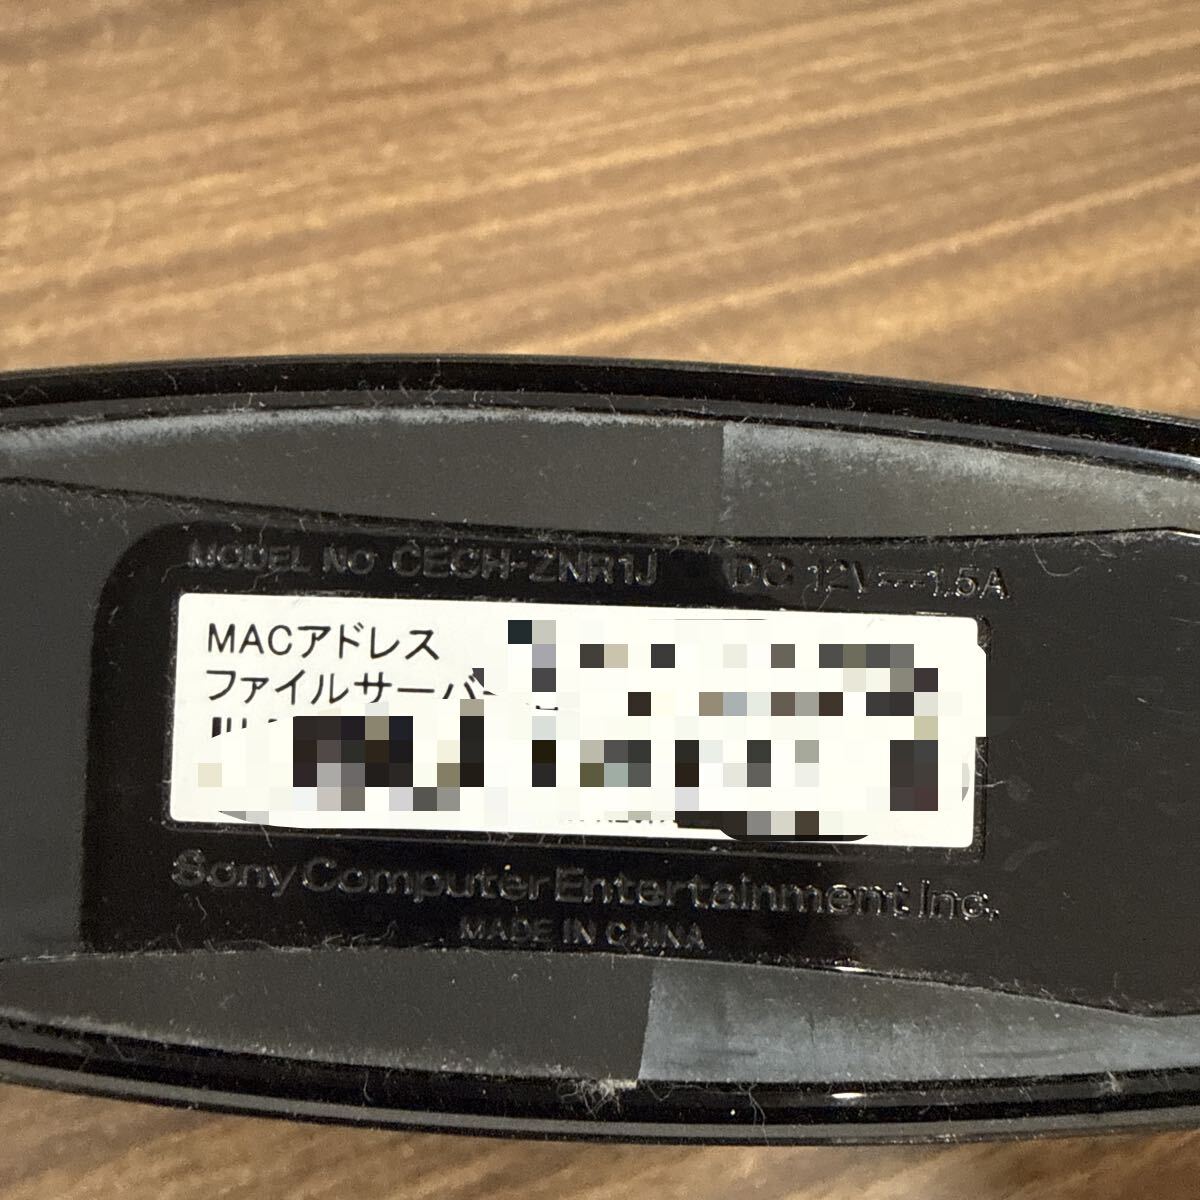 MODEL NO CECH-ZNR1J DC 12V⎓1.5A
MACアドレス
ファイルサーバー
Sony Computer Entertainment Inc.
MADE IN CHINA